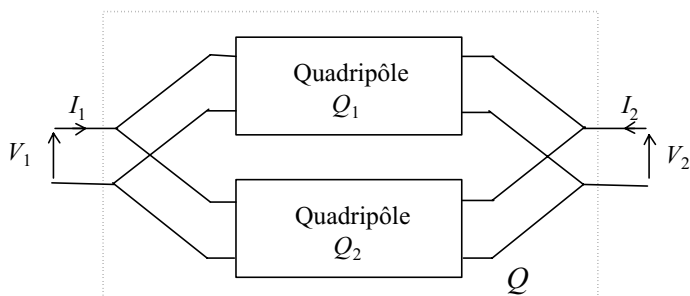 Quadripôle
Q₁
I₁
I₂
V₁
V₂
Quadripôle
Q₂
Q